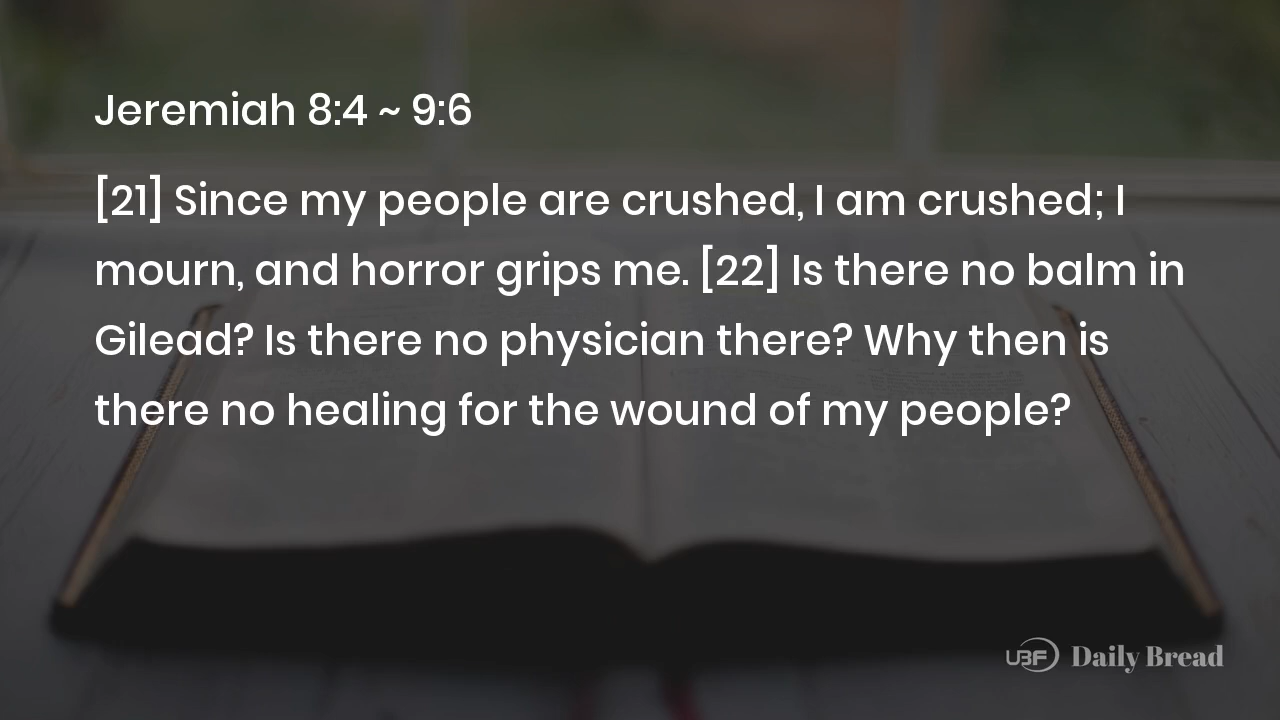 Jeremiah 8:4 ~ 9:6
[21] Since my people are crushed, I am crushed; I
mourn, and horror grips me. [22] Is there no balm in
Gilead? Is there no physician there? Why then is
there no healing for the wound of my people?
UBF Daily Bread